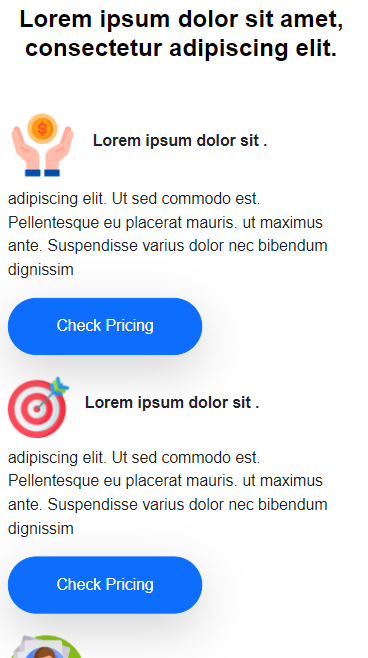 Lorem ipsum dolor sit amet,
consectetur adipiscing elit.
$
Lorem ipsum dolor sit .
adipiscing elit. Ut sed commodo est.
Pellentesque eu placerat mauris. ut maximus
ante. Suspendisse varius dolor nec bibendum
dignissim
Check Pricing
Lorem ipsum dolor sit .
adipiscing elit. Ut sed commodo est.
Pellentesque eu placerat mauris. ut maximus
ante. Suspendisse varius dolor nec bibendum
dignissim
Check Pricing